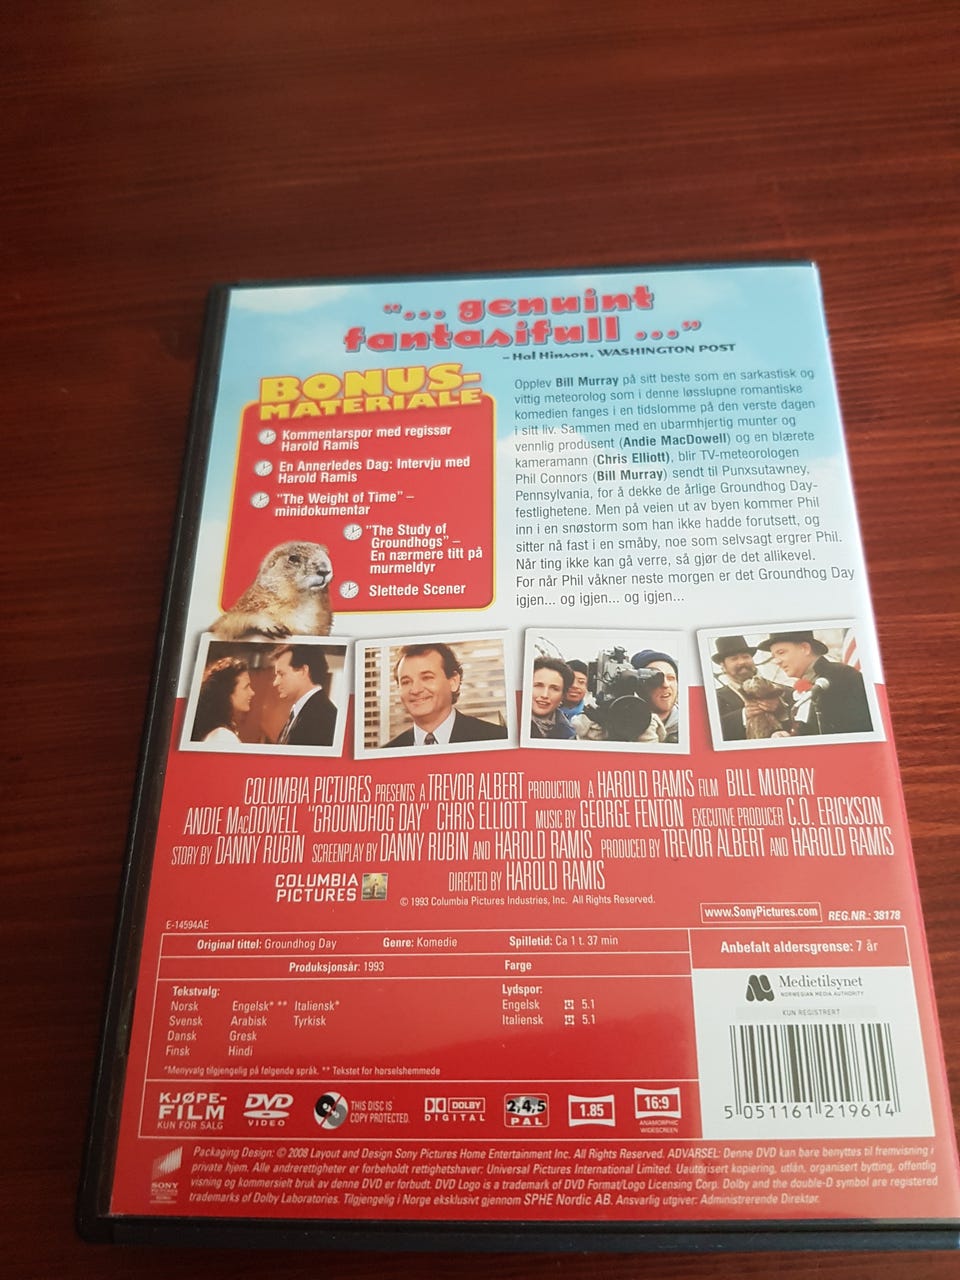 "... genuint
fantasifull ..."
– Hal Hinson, WASHINGTON POST
BONUS-
MATERIALE
Kommentarspor med regissør
Harold Ramis
En Annerledes Dag: Intervju med
Harold Ramis
"The Weight of Time" –
minidokumentar
"The Study of
Groundhogs" –
En nærmere titt på
murmeldyr
Slettede Scener
Opplev Bill Murray på sitt beste som en sarkastisk og
vittig meteorolog som i denne løsslupne romantiske
komedien fanges i en tidslomme på den verste dagen
i sitt liv. Sammen med en ubarmhjertig munter og
vennlig produsent (Andie MacDowell) og en blærete
kameramann (Chris Elliott), blir TV-meteorologen
Phil Connors (Bill Murray) sendt til Punxsutawney,
Pennsylvania, for å dekke de årlige Groundhog Day-
festlighetene. Men på veien ut av byen kommer Phil
inn i en snøstorm som han ikke hadde forutsett, og
sitter nå fast i en småby, noe som selvsagt ergrer Phil.
Når ting ikke kan gå verre, så gjør de det allikevel.
For når Phil våkner neste morgen er det Groundhog Day
igjen... og igjen... og igjen...
COLUMBIA PICTURES PRESENTS A TREVOR ALBERT PRODUCTION A HAROLD RAMIS FILM BILL MURRAY
ANDIE MACDOWELL "GROUNDHOG DAY" CHRIS ELLIOTT MUSIC BY GEORGE FENTON EXECUTIVE PRODUCER C.O. ERICKSON
STORY BY DANNY RUBIN SCREENPLAY BY DANNY RUBIN AND HAROLD RAMIS PRODUCED BY TREVOR ALBERT AND HAROLD RAMIS
DIRECTED BY HAROLD RAMIS
COLUMBIA
PICTURES
© 1993 Columbia Pictures Industries, Inc. All Rights Reserved.
www.SonyPictures.com REG.NR.: 38178
E-14594AE
Original tittel: Groundhog Day Genre: Komedie Spilletid: Ca 1 t. 37 min
Produksjonsår: 1993 Farge
Anbefalt aldersgrense: 7 år
Tekstvalg:
Norsk Engelsk* ** Italiensk*
Svensk Arabisk Tyrkisk
Dansk Gresk
Finsk Hindi
Lydspor:
Engelsk 5.1
Italiensk 5.1
*Menyvalg tilgjengelig på følgende språk. ** Tekstet for hørselshemmede
Medietilsynet
NORWEGIAN MEDIA AUTHORITY
KUN REGISTRERT
5 051161 219614
KJØPE-
FILM
KUN FOR SALG
DVD
VIDEO
THIS DISC IS
COPY PROTECTED.
DOLBY
DIGITAL
2,4,5
PAL
1.85
16:9
ANAMORPHIC
WIDESCREEN
SONY
Packaging Design: © 2008 Layout and Design Sony Pictures Home Entertainment Inc. All Rights Reserved. ADVARSEL: Denne DVD kan bare benyttes til fremvisning i
private hjem. Alle andrerettigheter er forbeholdt rettighetshaver: Universal Pictures International Limited. Uautorisert kopiering, utlån, organisert bytting, offentlig
visning og kommersielt bruk av denne DVD er forbudt. DVD Logo is a trademark of DVD Format/Logo Licensing Corp. Dolby and the double-D symbol are registered
trademarks of Dolby Laboratories. Tilgjengelig i Norge eksklusivt gjennom SPHE Nordic AB. Ansvarlig utgiver: Administrerende Direktør.